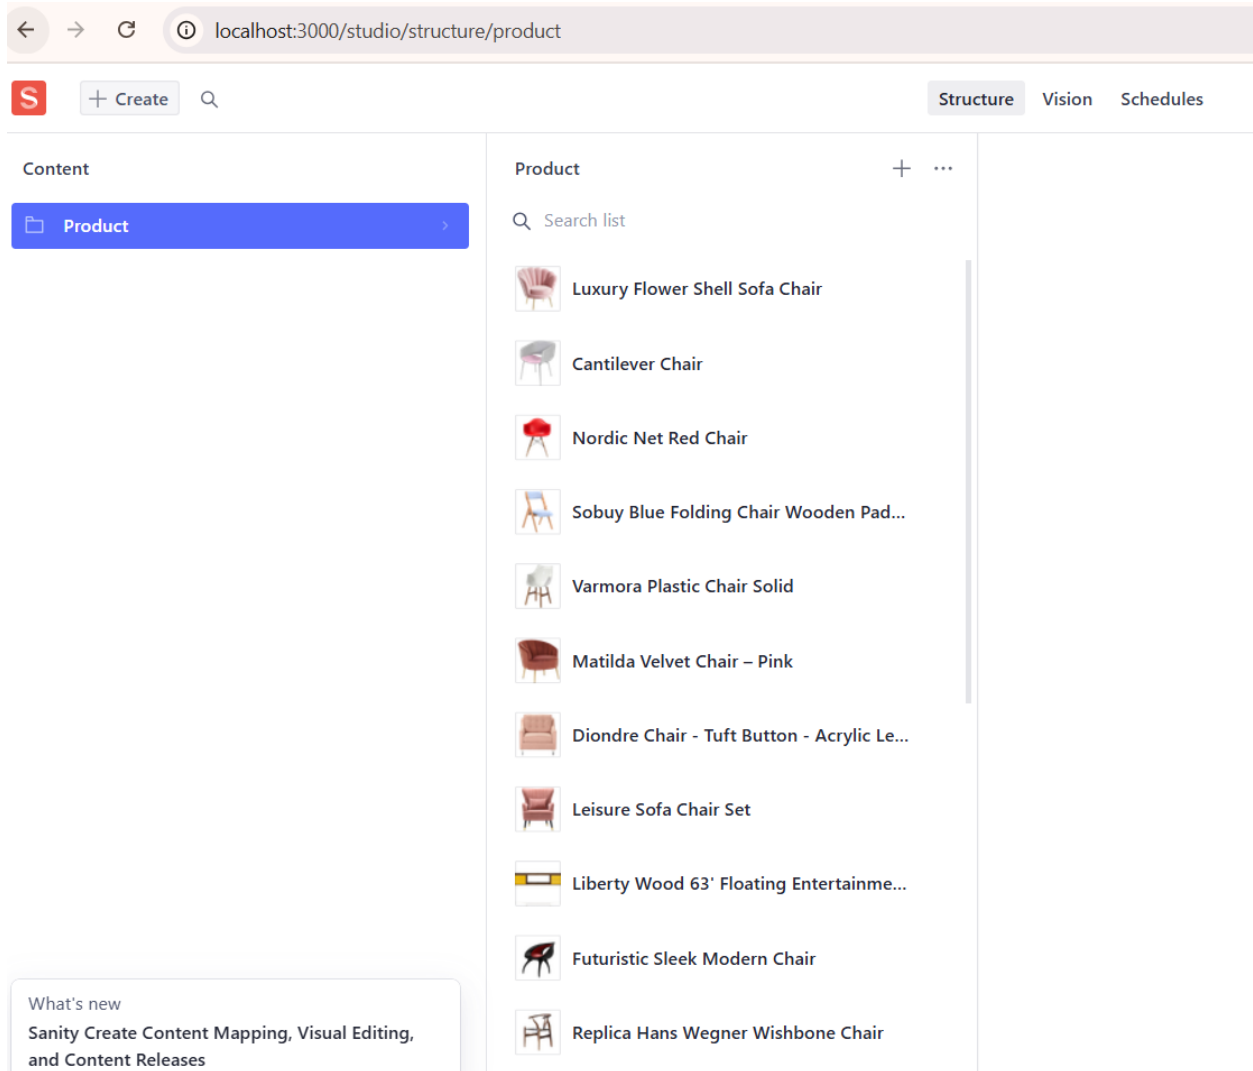 localhost:3000/studio/structure/product
S
Create
Structure
Vision
Schedules
Content
Product
Product
Search list
Luxury Flower Shell Sofa Chair
Cantilever Chair
Nordic Net Red Chair
Sobuy Blue Folding Chair Wooden Pad...
Varmora Plastic Chair Solid
Matilda Velvet Chair – Pink
Diondre Chair - Tuft Button - Acrylic Le...
Leisure Sofa Chair Set
Liberty Wood 63' Floating Entertainme...
Futuristic Sleek Modern Chair
Replica Hans Wegner Wishbone Chair
What's new
Sanity Create Content Mapping, Visual Editing,
and Content Releases